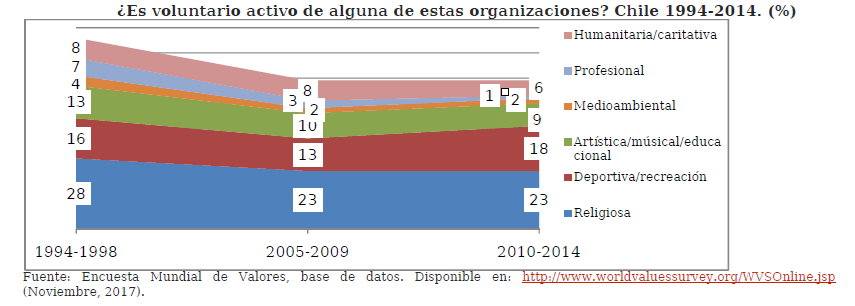 ¿Es voluntario activo de alguna de estas organizaciones? Chile 1994-2014. (%)
8
7
4
13
16
28
8
3
2
10
13
23
6
1
2
9
18
23
1994-1998
2005-2009
2010-2014
Humanitaria/caritativa
Profesional
Medioambiental
Artística/músical/educa
cional
Deportiva/recreación
Religiosa
Fuente: Encuesta Mundial de Valores, base de datos. Disponible en: http://www.worldvaluessurvey.org/WVSOnline.jsp
(Noviembre, 2017).